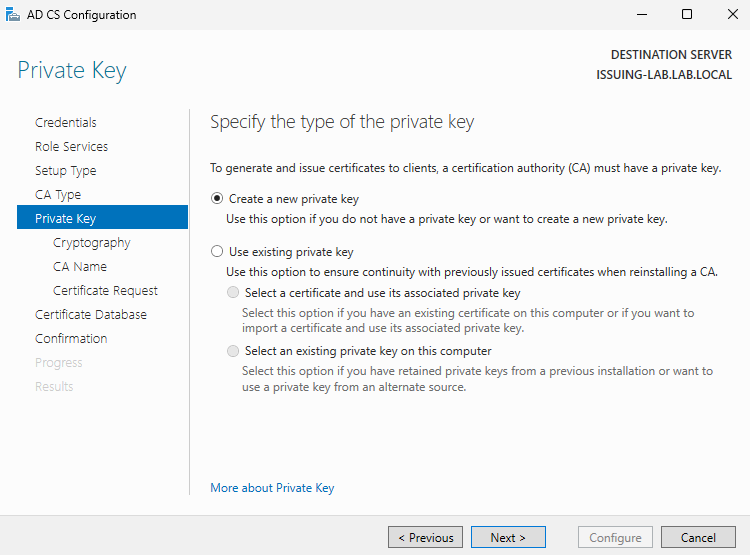 AD CS Configuration
Private Key
DESTINATION SERVER
ISSUING-LAB.LAB.LOCAL
Credentials
Role Services
Setup Type
CA Type
Private Key
Cryptography
CA Name
Certificate Request
Certificate Database
Confirmation
Progress
Results
Specify the type of the private key
To generate and issue certificates to clients, a certification authority (CA) must have a private key.
Create a new private key
Use this option if you do not have a private key or want to create a new private key.
Use existing private key
Use this option to ensure continuity with previously issued certificates when reinstalling a CA.
Select a certificate and use its associated private key
Select this option if you have an existing certificate on this computer or if you want to
import a certificate and use its associated private key.
Select an existing private key on this computer
Select this option if you have retained private keys from a previous installation or want to
use a private key from an alternate source.
More about Private Key
< Previous
Next >
Configure
Cancel